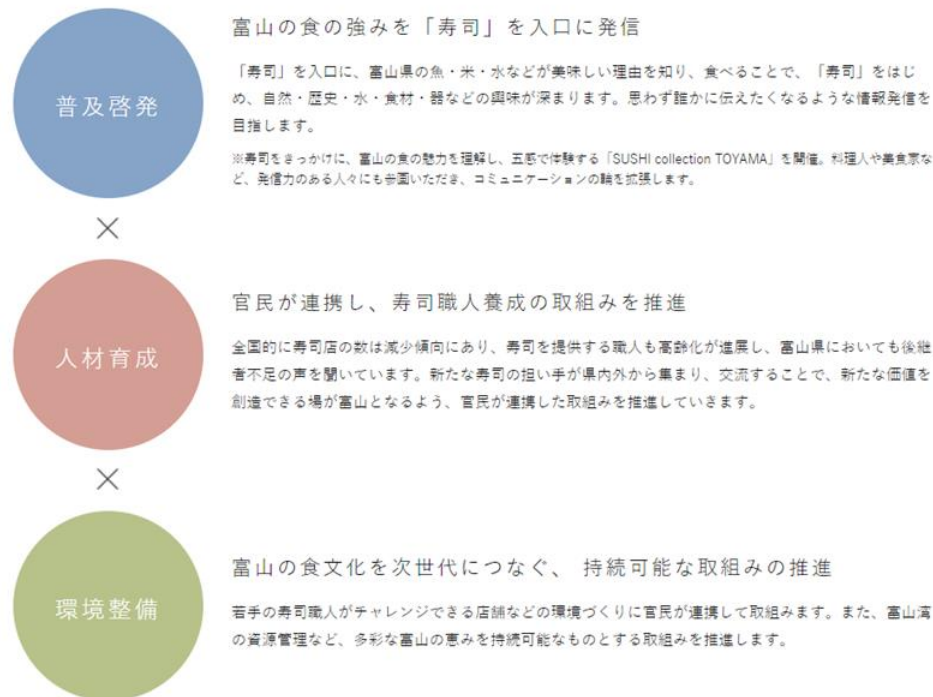 富山の食の強みを「寿司」を入口に発信
普及啓発
「寿司」を入口に、富山県の魚・米・水などが美味しい理由を知り、食べることで、「寿司」をはじ
め、自然・歴史・水・食材・器などの興味が深まります。思わず誰かに伝えたくなるような情報発信を
目指します。
※寿司をきっかけに、富山の食の魅力を理解し、五感で体験する「SUSHI collection TOYAMA」を開催。料理人や美食家な
ど、発信力のある人々にも参画いただき、コミュニケーションの輪を拡張します。
×
官民が連携し、寿司職人養成の取組みを推進
人材育成
全国的に寿司店の数は減少傾向にあり、寿司を提供する職人も高齢化が進展し、富山県においても後継
者不足の声を聞いています。新たな寿司の担い手が県内外から集まり、交流することで、新たな価値を
創造できる場が富山となるよう、官民が連携した取組みを推進していきます。
×
富山の食文化を次世代につなぐ、 持続可能な取組みの推進
環境整備
若手の寿司職人がチャレンジできる店舗などの環境づくりに官民が連携して取組みます。また、富山湾
の資源管理など、多彩な富山の恵みを持続可能なものとする取組みを推進します。